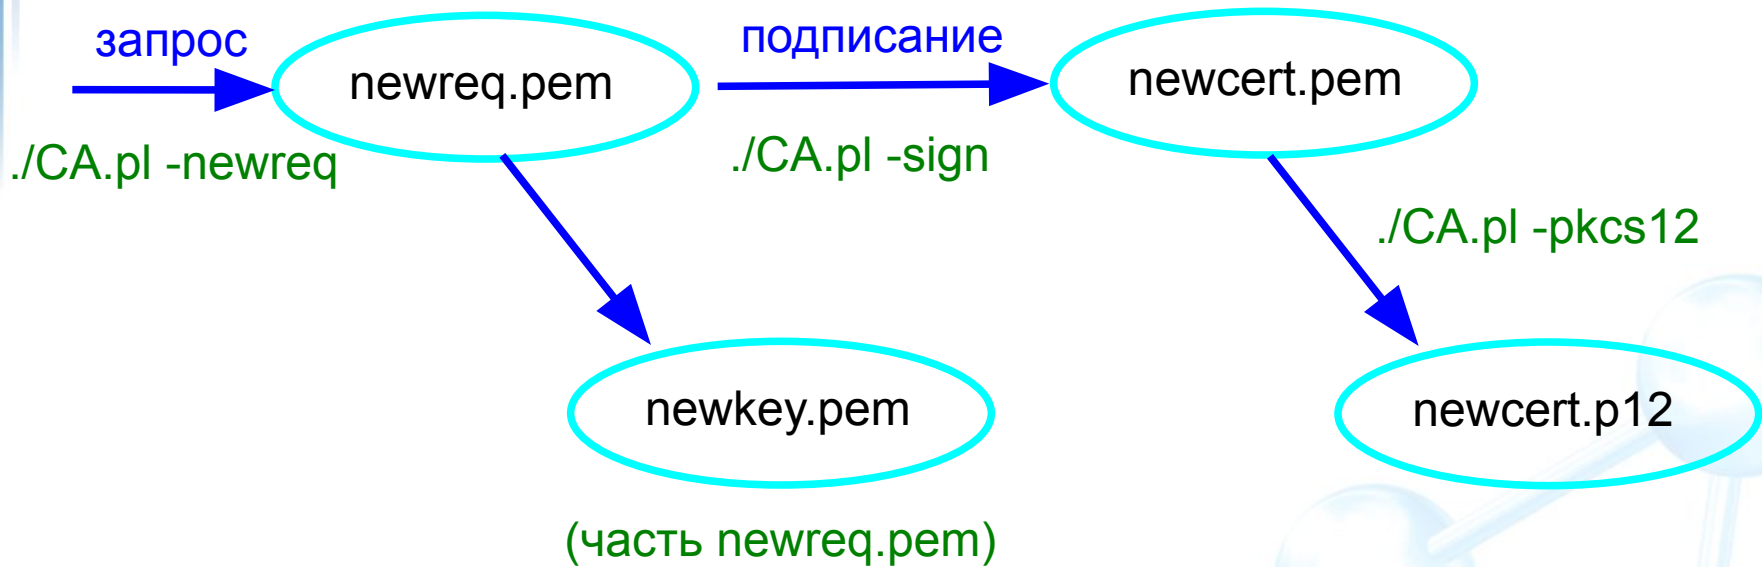 запрос
newreq.pem
./CA.pl -newreq
подписание
newcert.pem
./CA.pl -sign
./CA.pl -pkcs12
newkey.pem
newcert.p12
(часть newreq.pem)